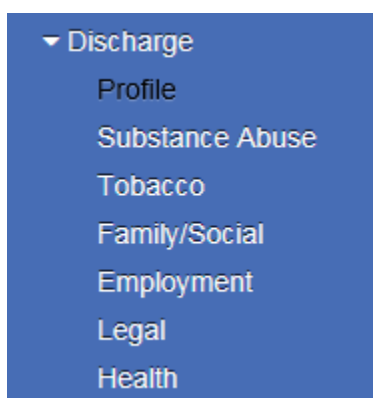 Discharge
Profile
Substance Abuse
Tobacco
Family/Social
Employment
Legal
Health